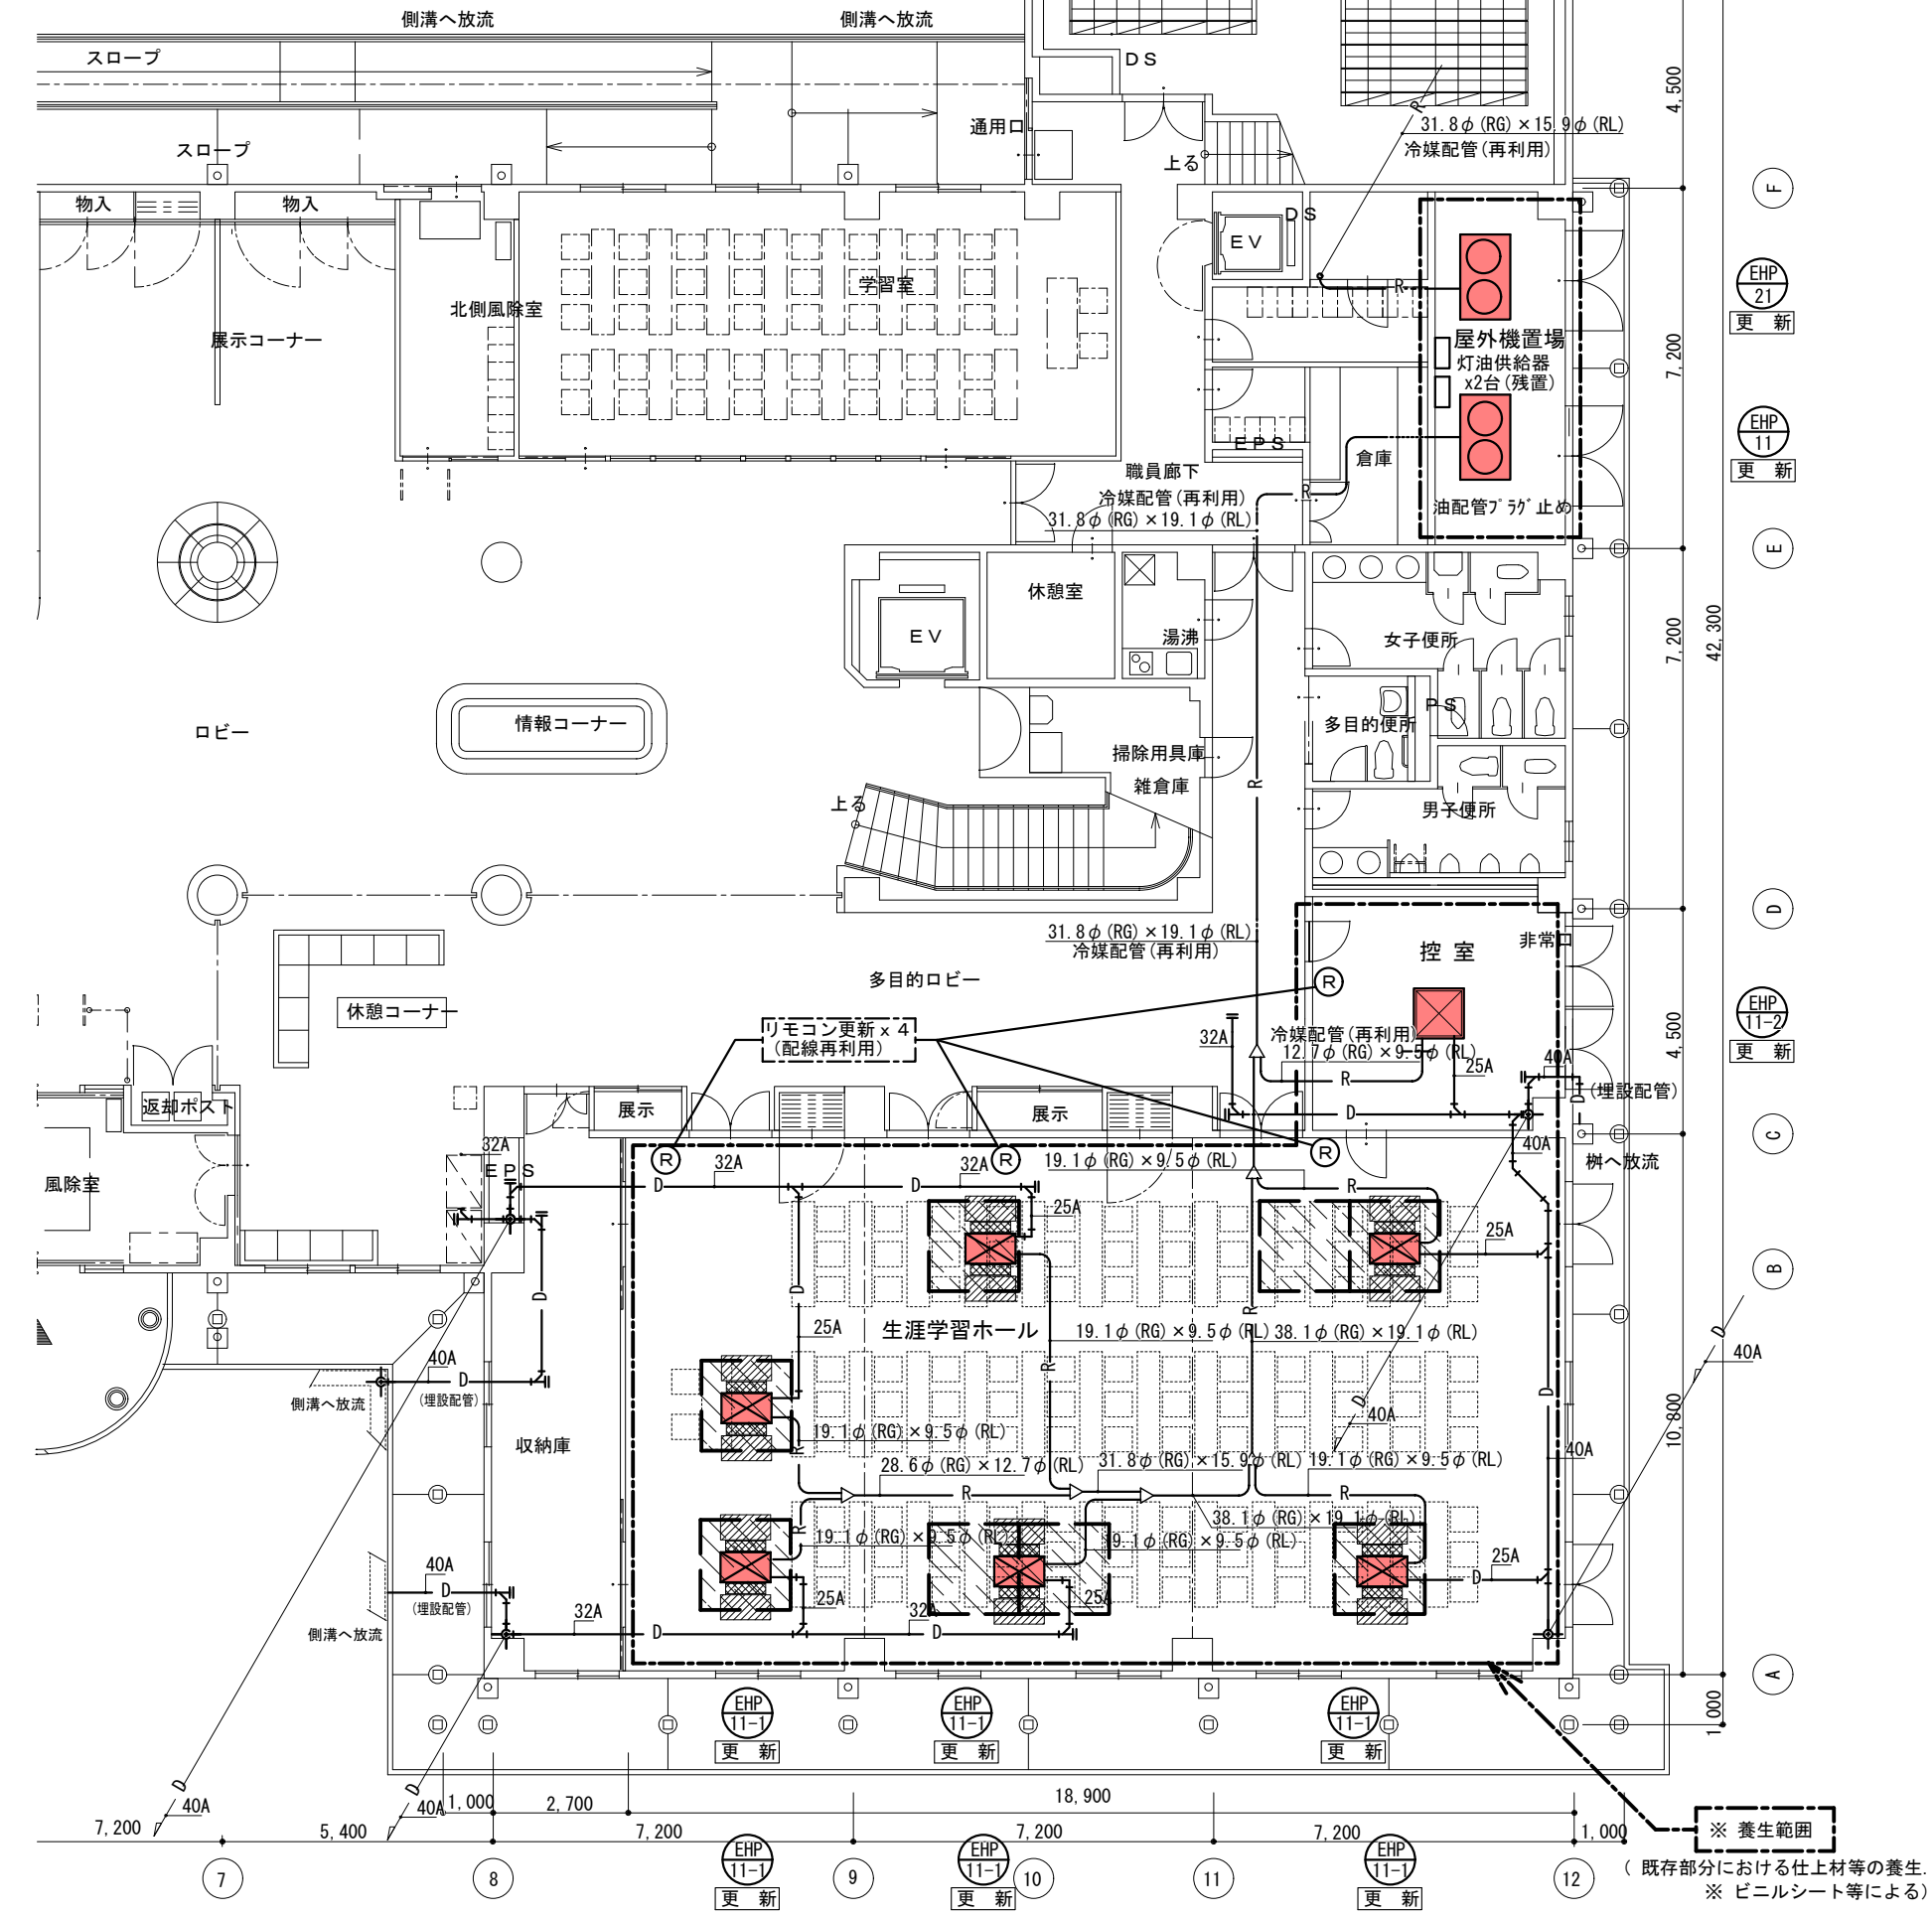 側溝へ放流
側溝へ放流
スロープ
スロープ
DS
通用口
上る
31.8φ(RG)×15.9φ(RL)
冷媒配管(再利用)
R
4,500
F
物入
物入
北側風除室
展示コーナー
学習室
EV
DS
R
屋外機置場
灯油供給器
x2台(残置)
EHP
21
更 新
7,200
EHP
11
更 新
EPS
倉庫
職員廊下
冷媒配管(再利用)
31.8φ(RG)×19.1φ(RL)
R
油配管プラグ止め
E
休憩室
湯沸
EV
女子便所
7,200
42,300
ロビー
情報コーナー
多目的便所
PS
掃除用具庫
雑倉庫
上る
R
男子便所
D
31.8φ(RG)×19.1φ(RL)
冷媒配管(再利用)
控室
非常口
多目的ロビー
R
休憩コーナー
リモコン更新x4
(配線再利用)
32A
冷媒配管(再利用)
12.7φ(RG)×9.5φ(RL)
25A
40A
R
D
D
(埋設配管)
4,500
EHP
11-2
更 新
返却ポスト
展示
展示
C
32A
EPS
風除室
R
R
R
32A
32A
19.1φ(RG)×9.5φ(RL)
40A
桝へ放流
D
D
R
25A
25A
B
D
D
R
R
25A
生涯学習ホール
19.1φ(RG)×9.5φ(RL)
38.1φ(RG)×19.1φ(RL)
D
40A
40A
D
(埋設配管)
側溝へ放流
D
40A
D
10,800
収納庫
R
19.1φ(RG)×9.5φ(RL)
28.6φ(RG)×12.7φ(RL)
31.8φ(RG)×15.9φ(RL)
19.1φ(RG)×9.5φ(RL)
40A
R
R
38.1φ(RG)×19.1φ(RL)
R
19.1φ(RG)×9.5φ(RL)
19.1φ(RG)×9.5φ(RL)
40A
D
(埋設配管)
側溝へ放流
25A
25A
25A
D
32A
32A
D
D
A
EHP
11-1
更 新
EHP
11-1
更 新
EHP
11-1
更 新
1,000
D
40A
D
40A
1,000
2,700
18,900
7,200
5,400
7,200
7,200
7,200
1,000
※ 養生範囲
EHP
11-1
更 新
EHP
11-1
更 新
EHP
11-1
更 新
7
8
9
10
11
12
( 既存部分における仕上材等の養生.
※ ビニルシート等による)